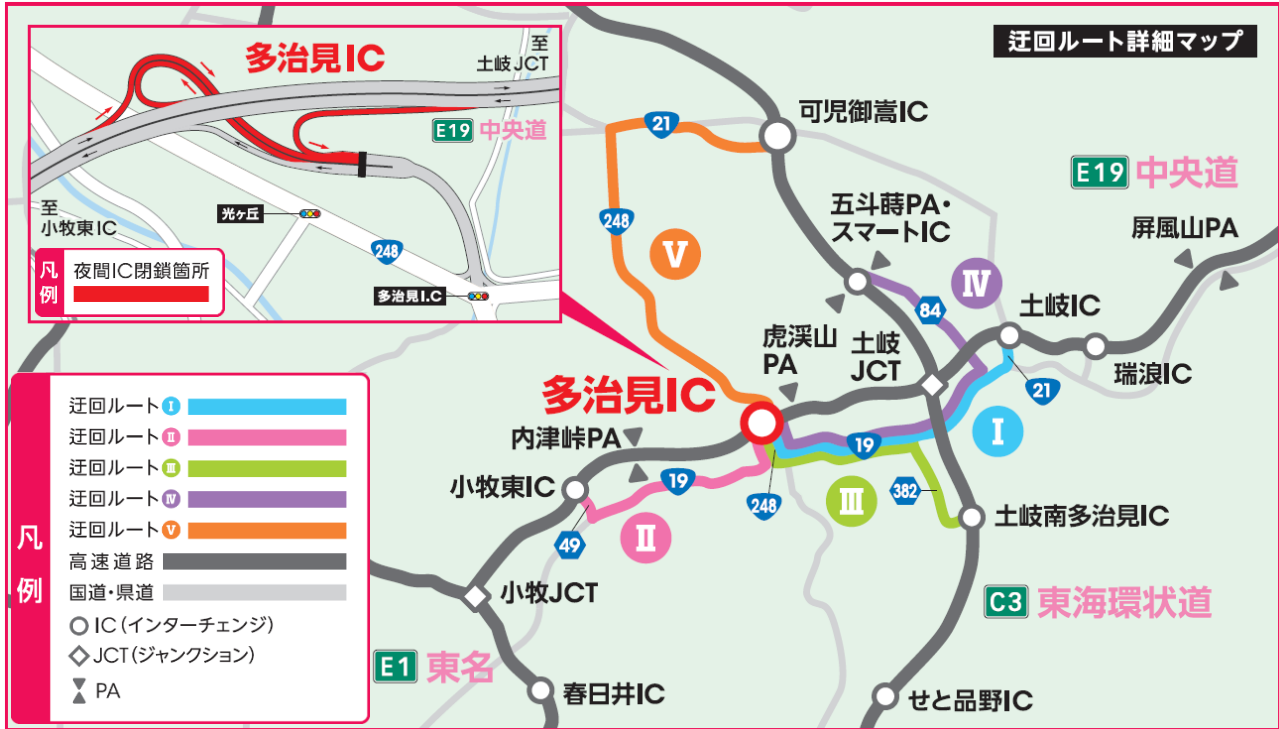 迂回ルート詳細マップ
多治見IC
至
土岐JCT
E19 中央道
至
小牧東IC
光ヶ丘
248
多治見I.C
凡例
夜間IC閉鎖箇所
21
可児御嵩IC
E19 中央道
248
五斗蒔PA・
スマートIC
屏風山PA
V
IV
84
土岐IC
虎渓山
PA
土岐
JCT
瑞浪IC
21
多治見IC
I
内津峠PA
19
小牧東IC
19
248
III
382
土岐南多治見IC
49
II
小牧JCT
C3 東海環状道
E1 東名
春日井IC
せと品野IC
凡例
迂回ルートI
迂回ルートII
迂回ルートIII
迂回ルートIV
迂回ルートV
高速道路
国道・県道
IC(インターチェンジ)
JCT(ジャンクション)
PA